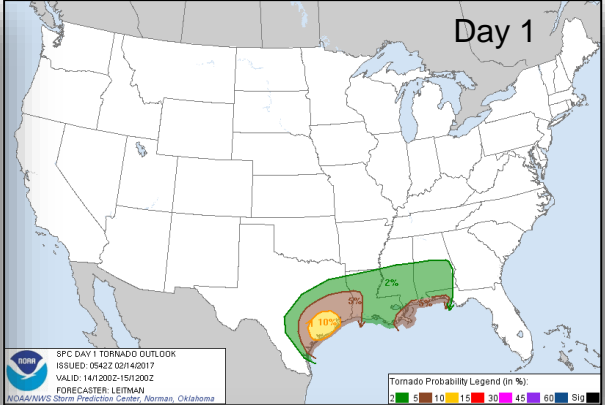 Day 1
2%
5%
10%
NOAA
SPC DAY 1 TORNADO OUTLOOK
ISSUED: 0542Z 02/14/2017
VALID: 14/1200Z-15/1200Z
FORECASTER: LEITMAN
NOAA/NWS Storm Prediction Center, Norman, Oklahoma
Tornado Probability Legend (in %):
2 5 10 15 30 45 60 Sig